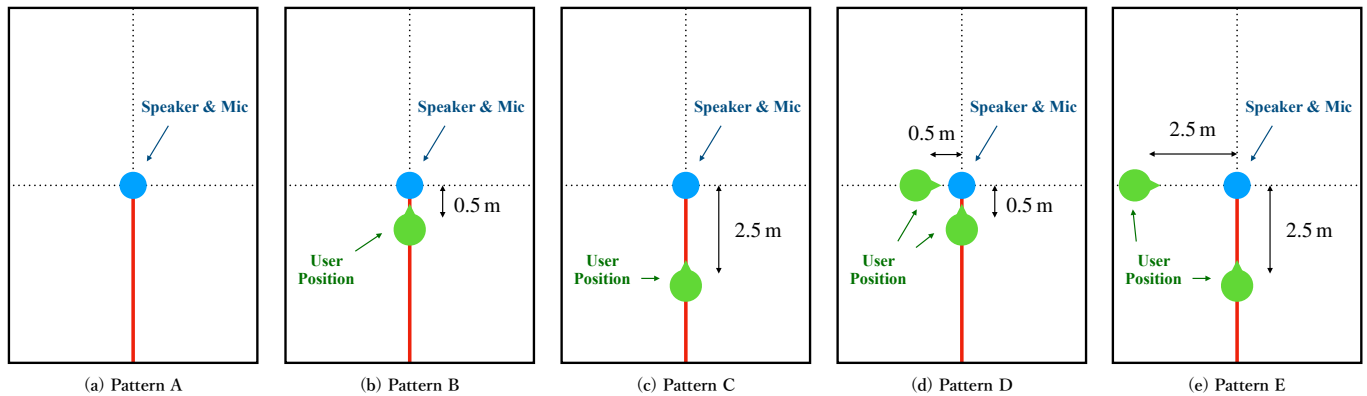 Speaker & Mic
(a) Pattern A
Speaker & Mic
0.5 m
User
Position
(b) Pattern B
Speaker & Mic
2.5 m
User
Position
(c) Pattern C
Speaker & Mic
0.5 m
0.5 m
User
Position
(d) Pattern D
2.5 m
Speaker & Mic
2.5 m
User
Position
(e) Pattern E